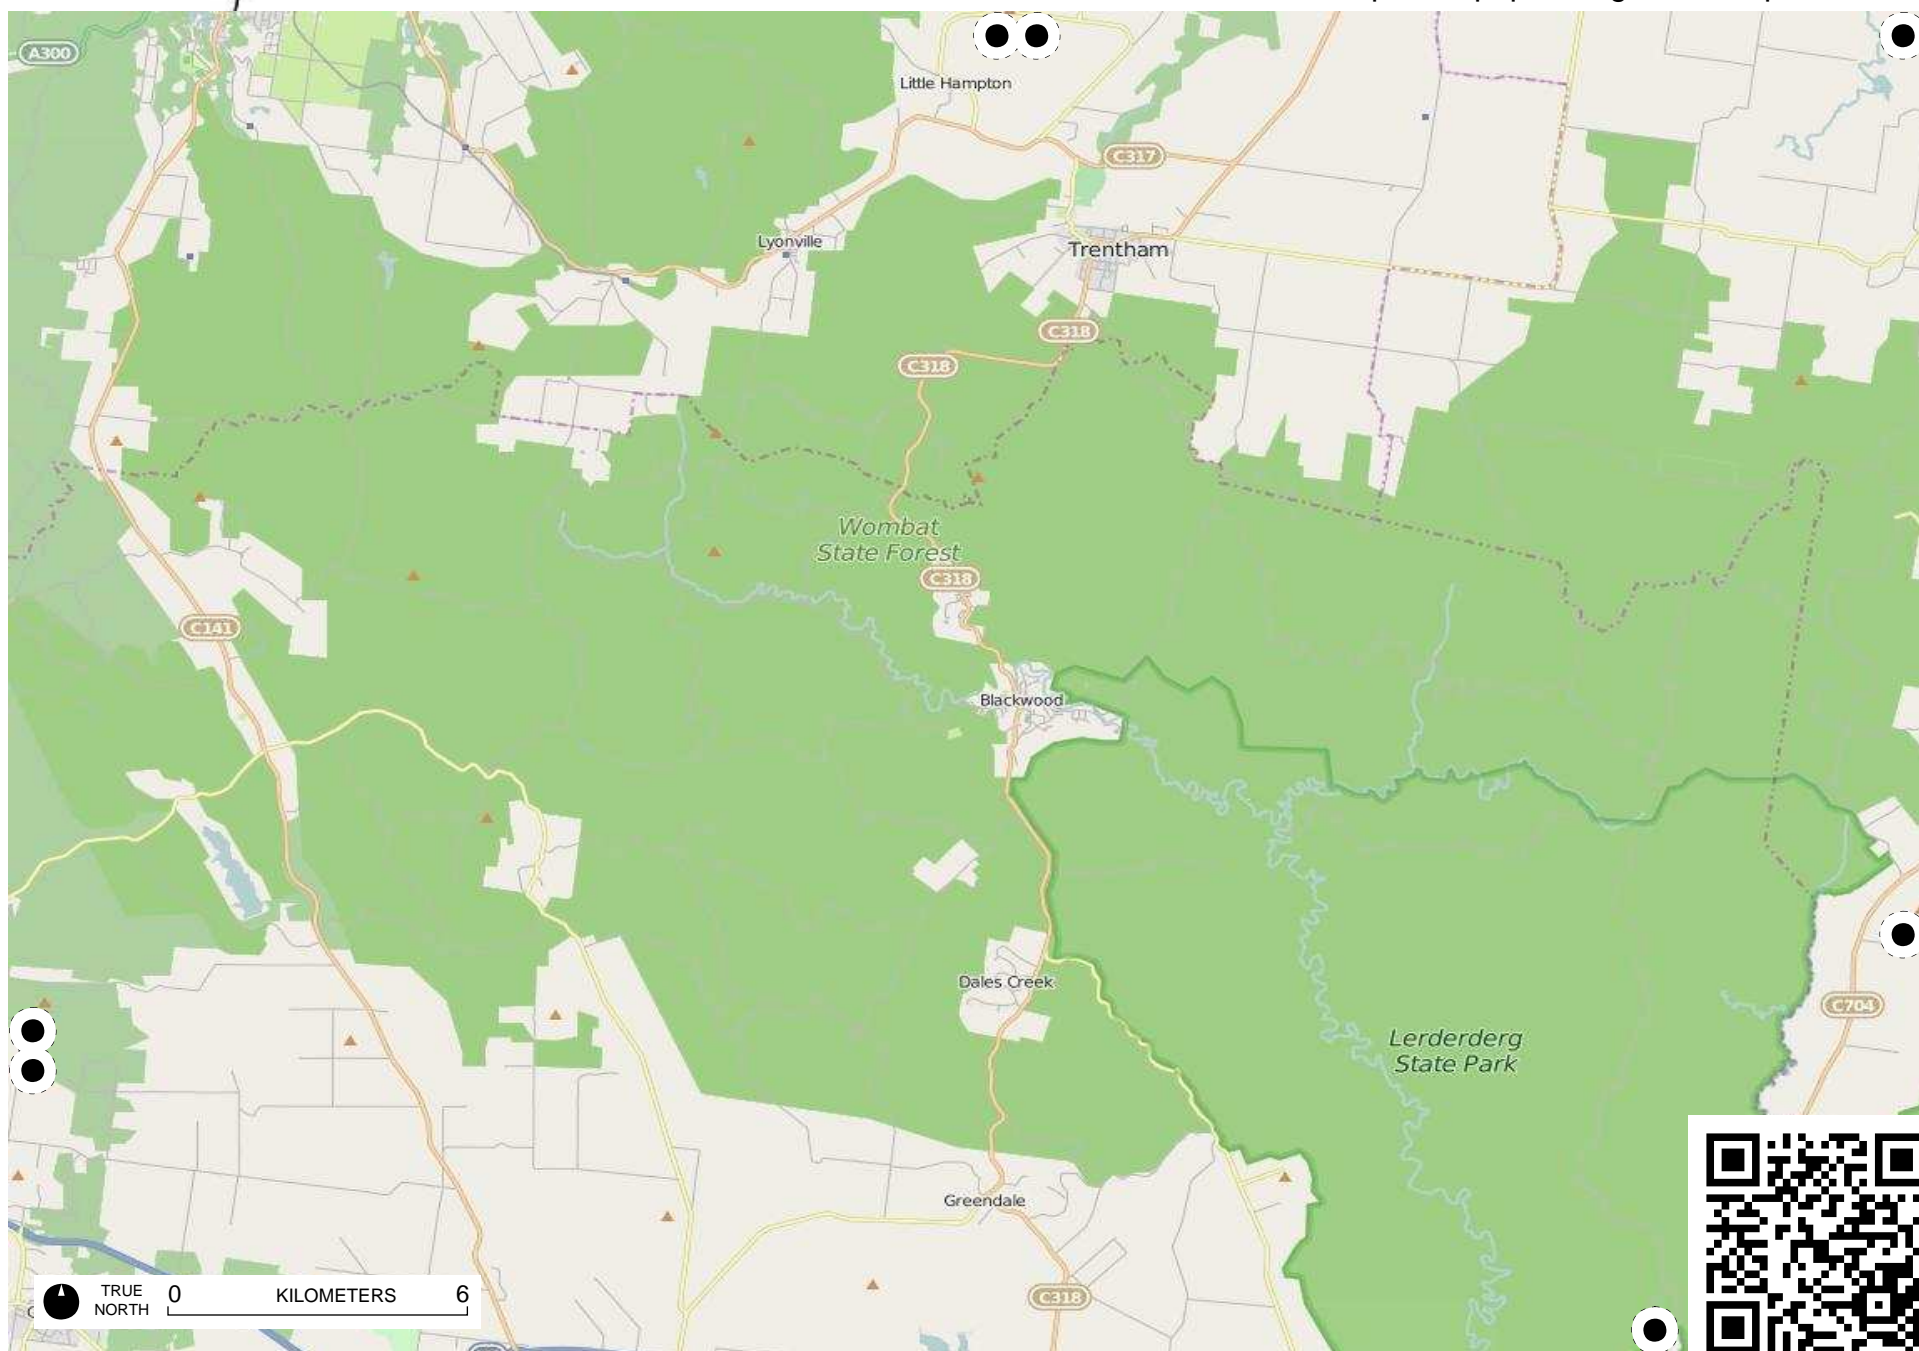 A300
Little Hampton
C317
Lyonville
Trentham
C318
C318
Wombat
State Forest
C318
C141
Blackwood
Dales Creek
C704
Lerderderg
State Park
Greendale
C318
TRUE
NORTH
0 KILOMETERS 6